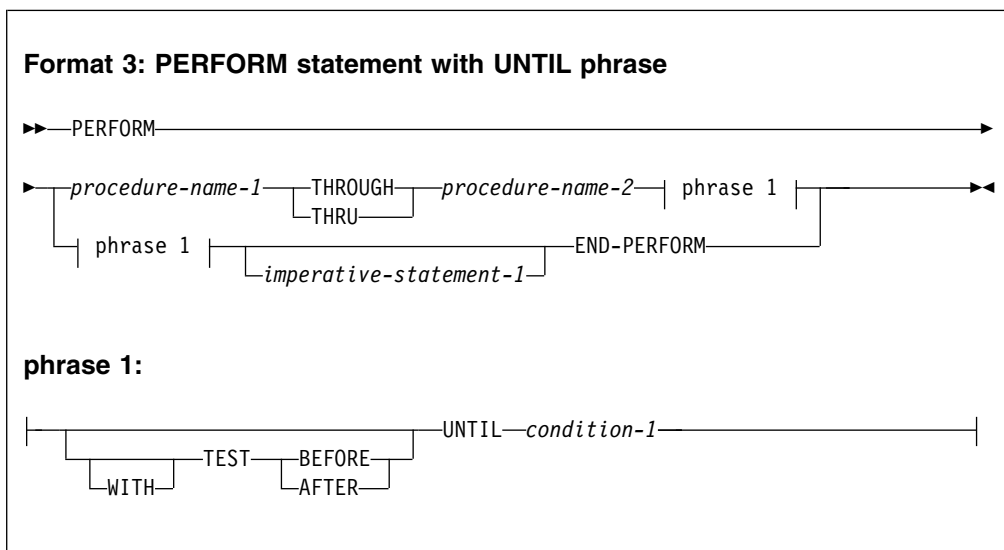 Format 3: PERFORM statement with UNTIL phrase
PERFORM
procedure-name-1 THROUGH procedure-name-2 phrase 1
THRU
phrase 1 END-PERFORM
imperative-statement-1
phrase 1:
UNTIL condition-1
TEST BEFORE
WITH AFTER